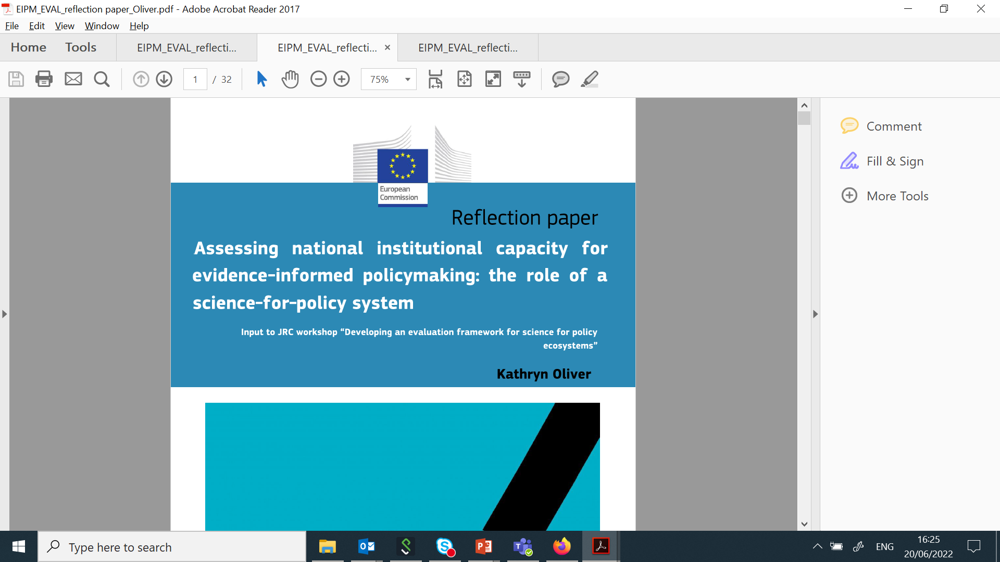 EIPM_EVAL_reflection paper_Oliver.pdf - Adobe Acrobat Reader 2017
File Edit View Window Help
Home Tools EIPM_EVAL_reflecti... EIPM_EVAL_reflecti... EIPM_EVAL_reflecti...
1 / 32 75%
European
Commission
Reflection paper
Assessing national institutional capacity for
evidence-informed policymaking: the role of a
science-for-policy system
Input to JRC workshop “Developing an evaluation framework for science for policy
ecosystems”
Kathryn Oliver
Comment
Fill & Sign
More Tools
Type here to search
ENG
16:25
20/06/2022